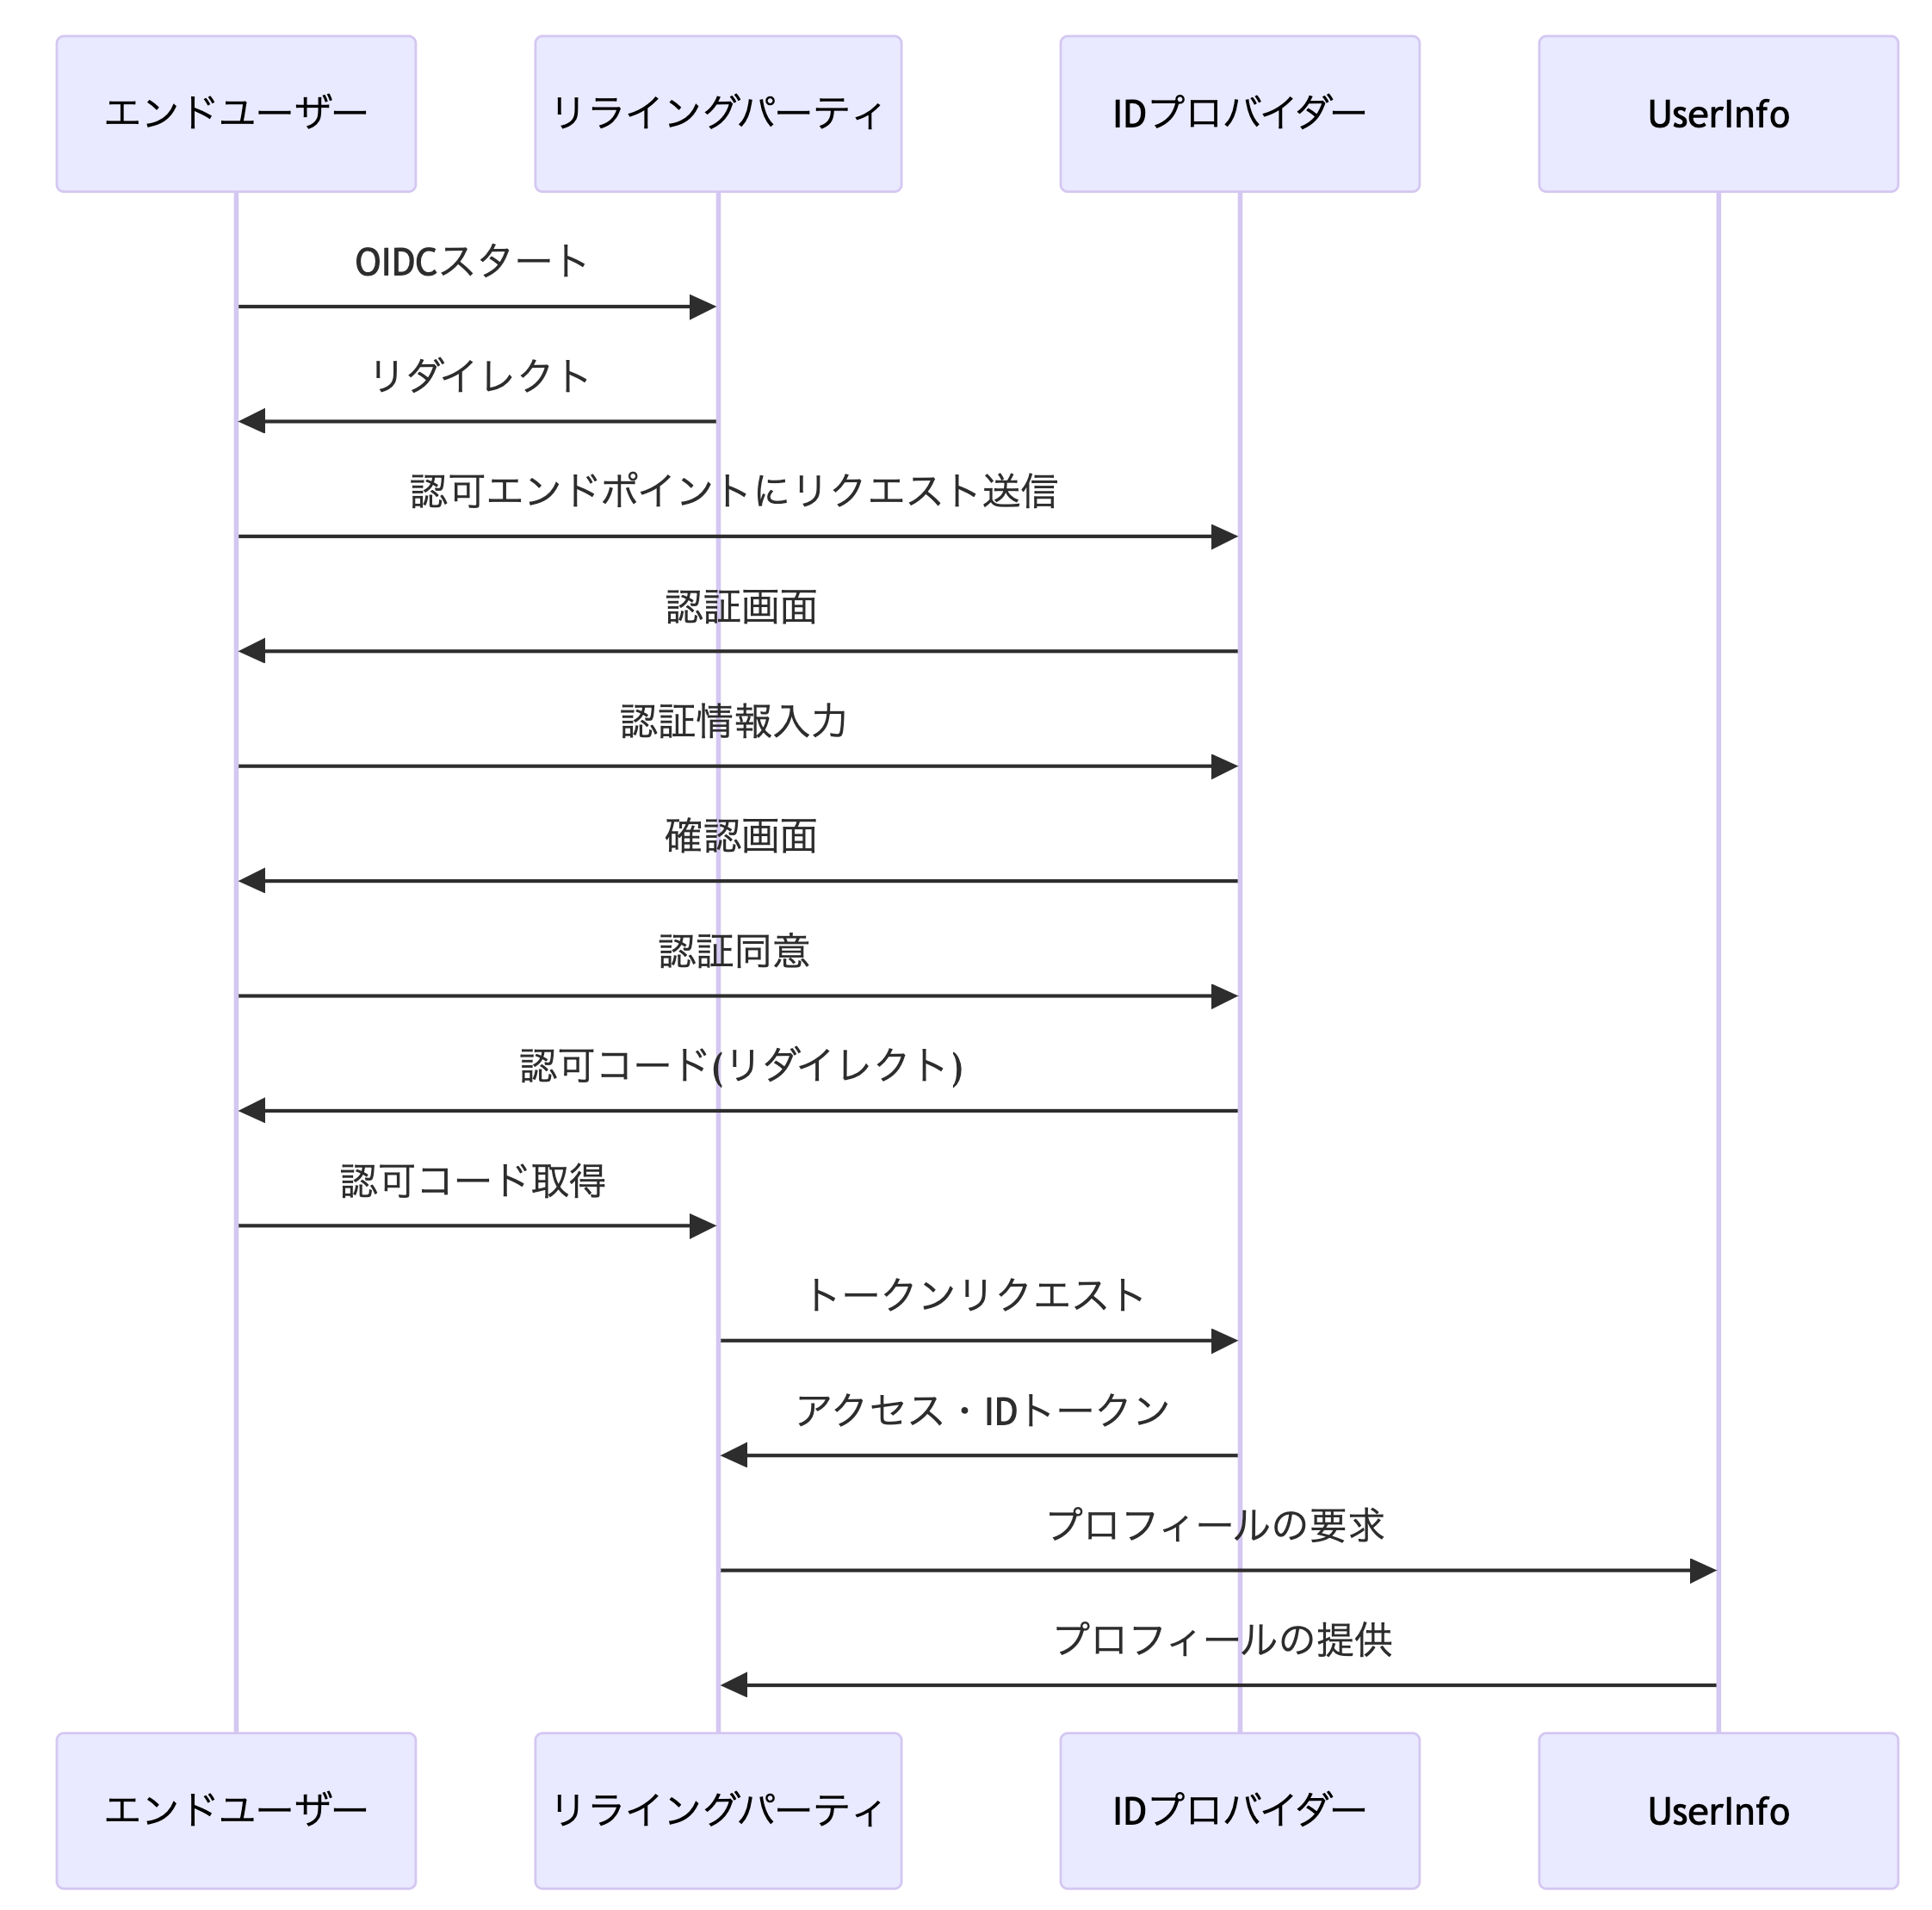 エンドユーザー
リライングパーティ
IDプロバイダー
UserInfo
OIDCスタート
リダイレクト
認可エンドポイントにリクエスト送信
認証画面
認証情報入力
確認画面
認証同意
認可コード(リダイレクト)
認可コード取得
トークンリクエスト
アクセス・IDトークン
プロフィールの要求
プロフィールの提供
エンドユーザー
リライングパーティ
IDプロバイダー
UserInfo